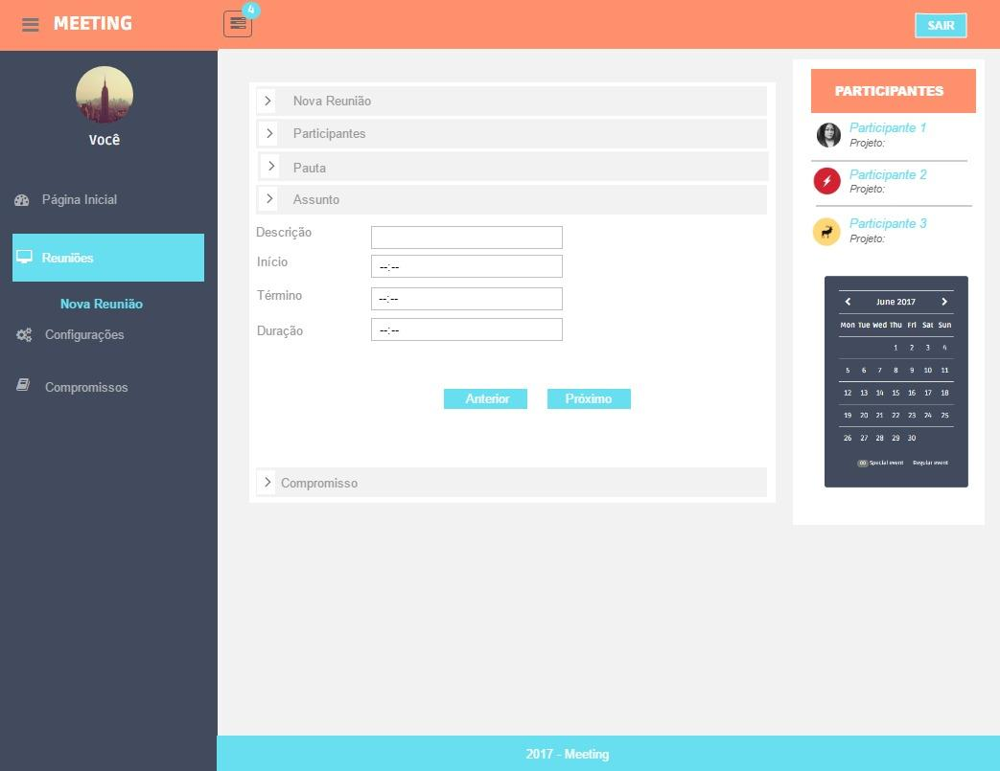 MEETING
4
SAIR
Você
Página Inicial
Reuniões
Nova Reunião
Configurações
Compromissos
Nova Reunião
Participantes
Pauta
Assunto
Descrição
Início --:--
Término --:--
Duração --:--
Anterior Próximo
Compromisso
PARTICIPANTES
Participante 1
Projeto:
Participante 2
Projeto:
Participante 3
Projeto:
June 2017
Mon Tue Wed Thu Fri Sat Sun
1 2 3 4
5 6 7 8 9 10 11
12 13 14 15 16 17 18
19 20 21 22 23 24 25
26 27 28 29 30
00 Special event Regular event
2017 - Meeting